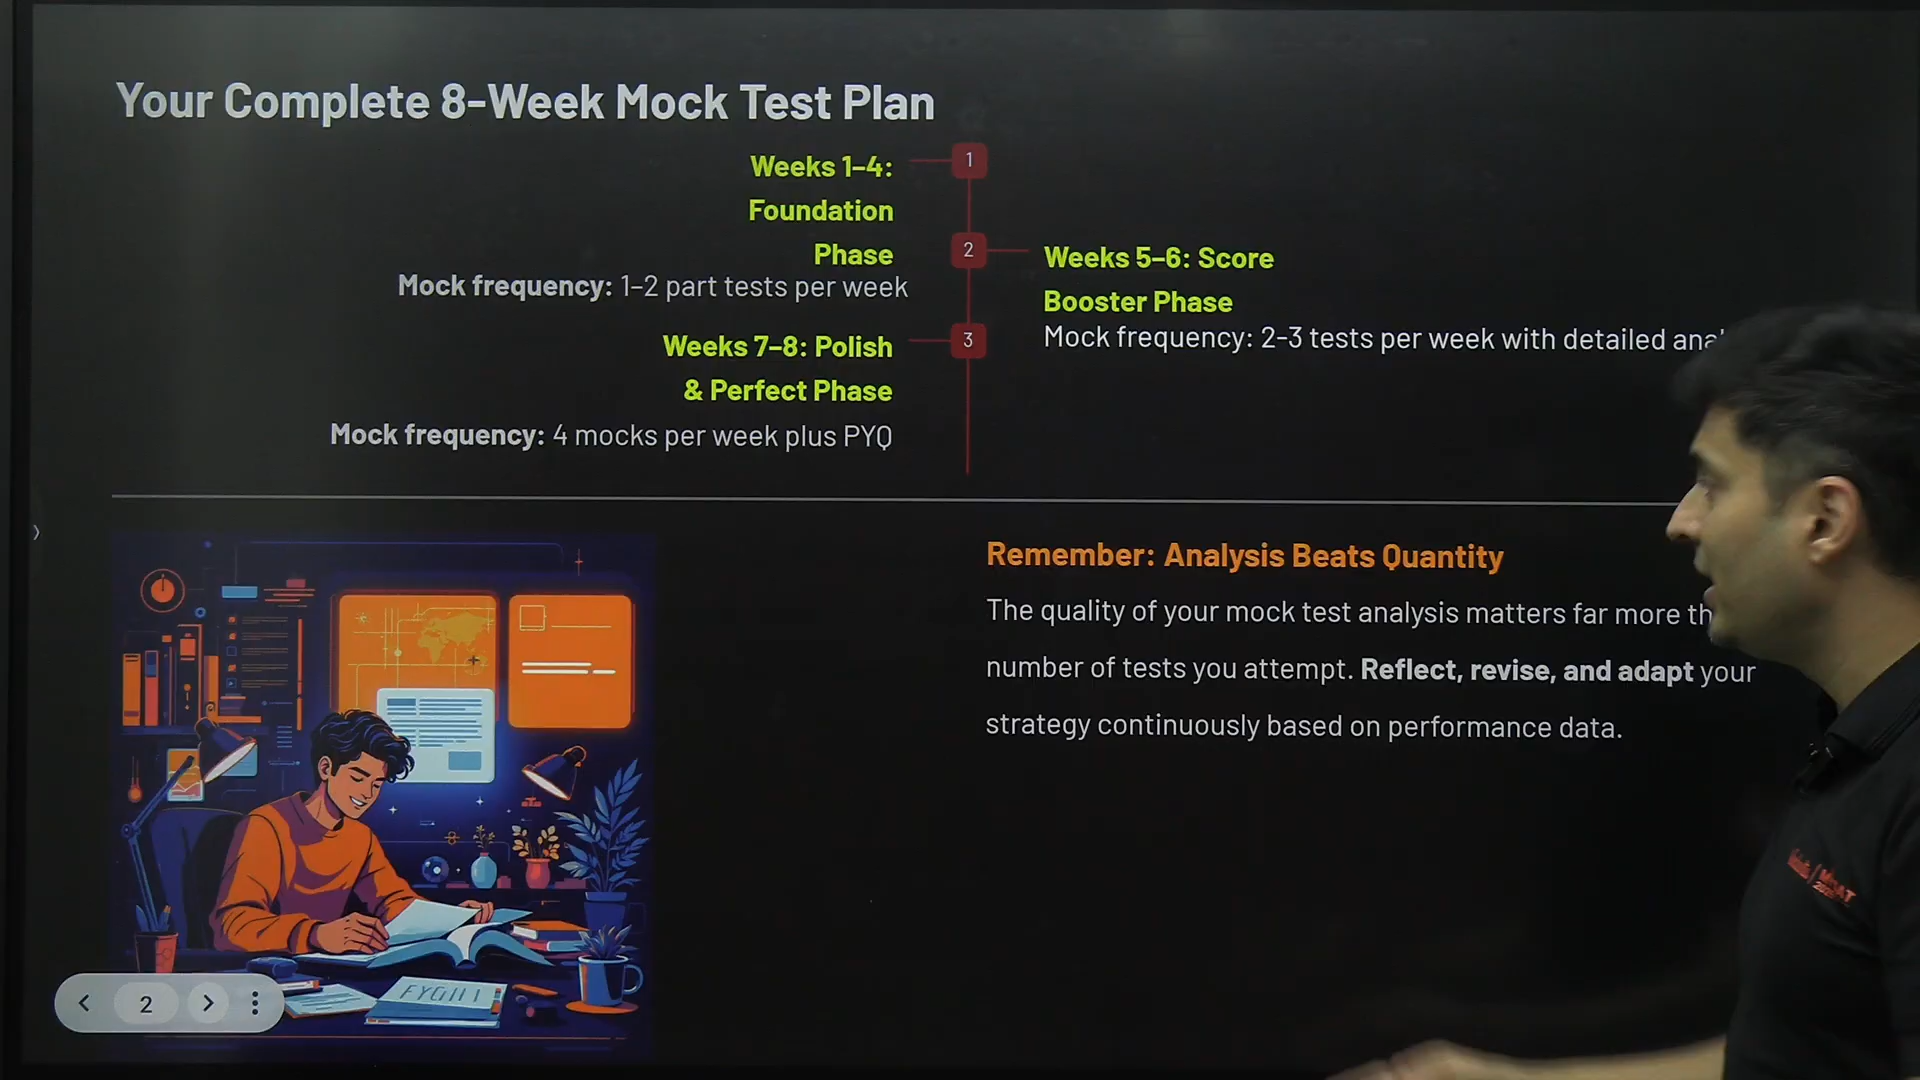 Your Complete 8-Week Mock Test Plan
Weeks 1–4:
Foundation
Phase
Mock frequency: 1–2 part tests per week
1
2
Weeks 5–6: Score
Booster Phase
Mock frequency: 2-3 tests per week with detailed
3
Weeks 7–8: Polish
& Perfect Phase
Mock frequency: 4 mocks per week plus PYQ
Remember: Analysis Beats Quantity
The quality of your mock test analysis matters far more
number of tests you attempt. Reflect, revise, and adapt your
strategy continuously based on performance data.
2